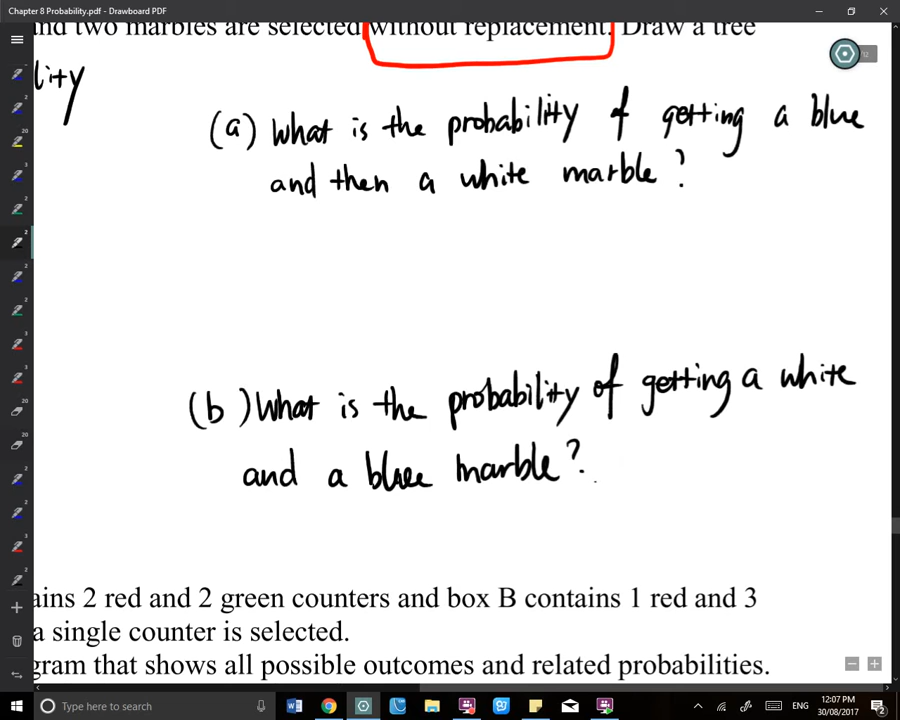 Chapter 8 Probability.pdf - Drawboard PDF
nd two marbles are selected without replacement. Draw a tree
lity
(a) What is the probability of getting a blue
and then a white marble?
(b) What is the probability of getting a white
and a blue marble?
ains 2 red and 2 green counters and box B contains 1 red and 3
a single counter is selected.
gram that shows all possible outcomes and related probabilities.
Type here to search
ENG
12:07 PM
30/08/2017